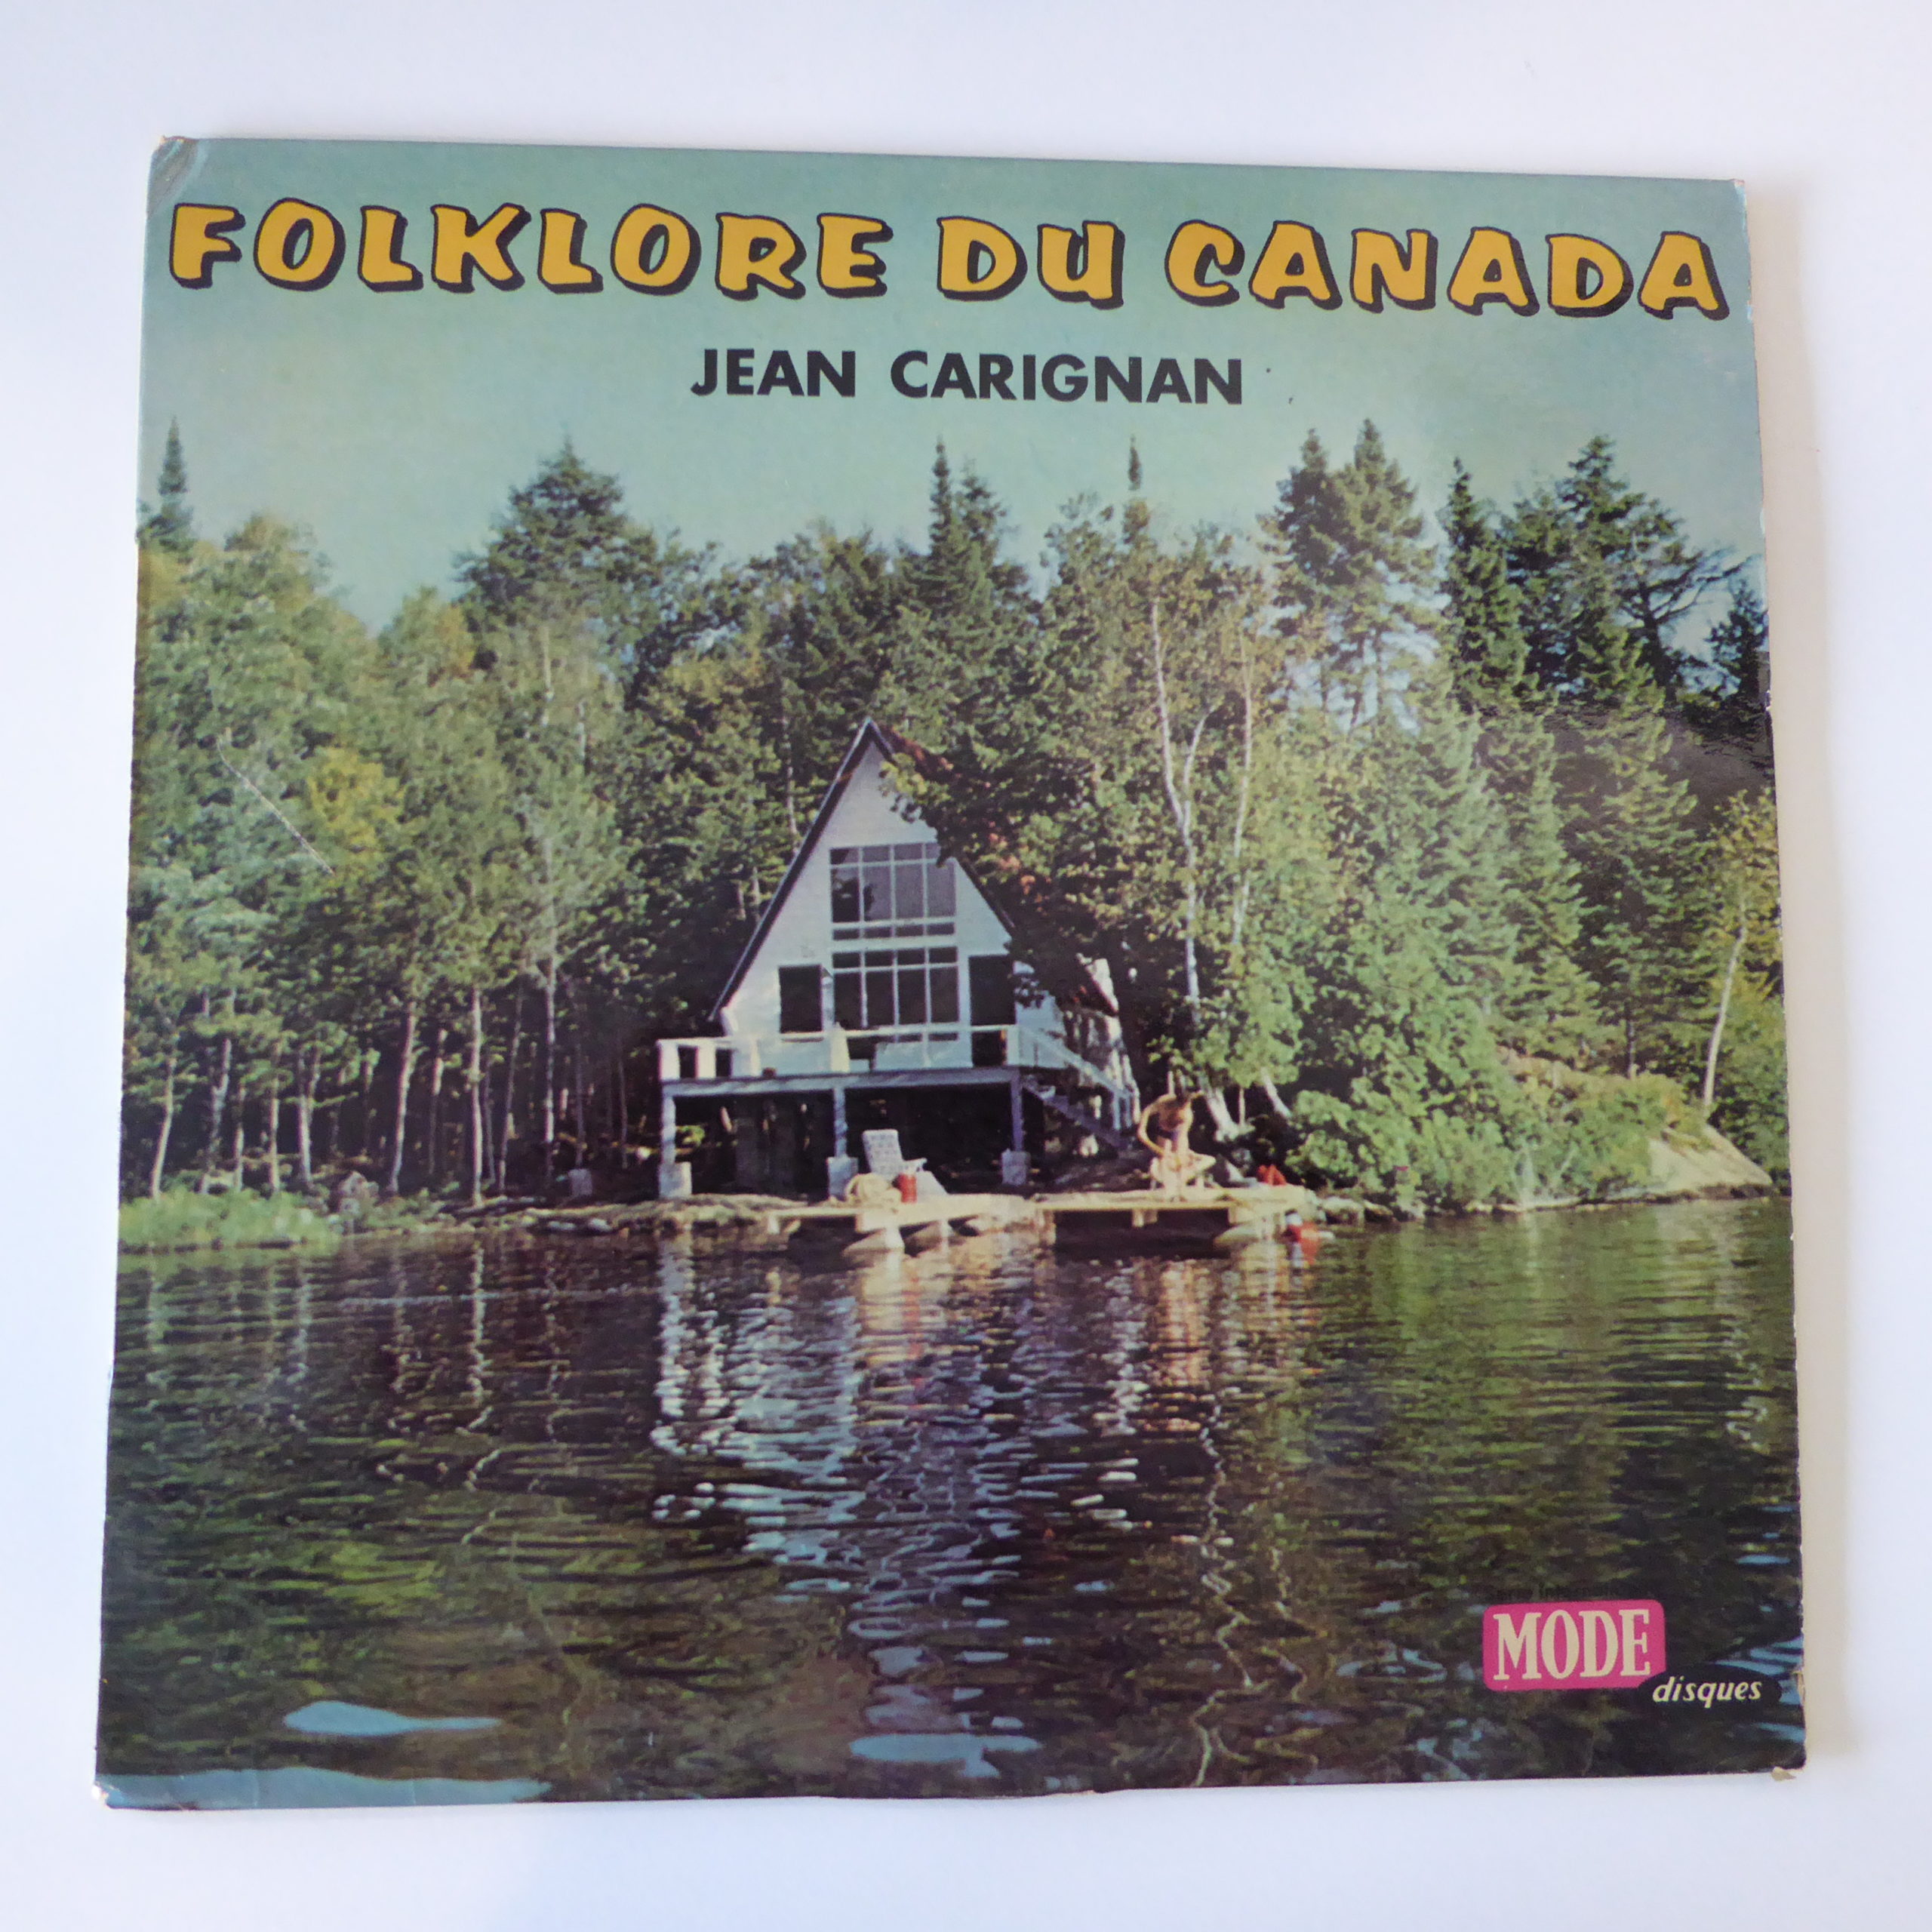 FOLKLORE DU CANADA
JEAN CARIGNAN
MODE
disques